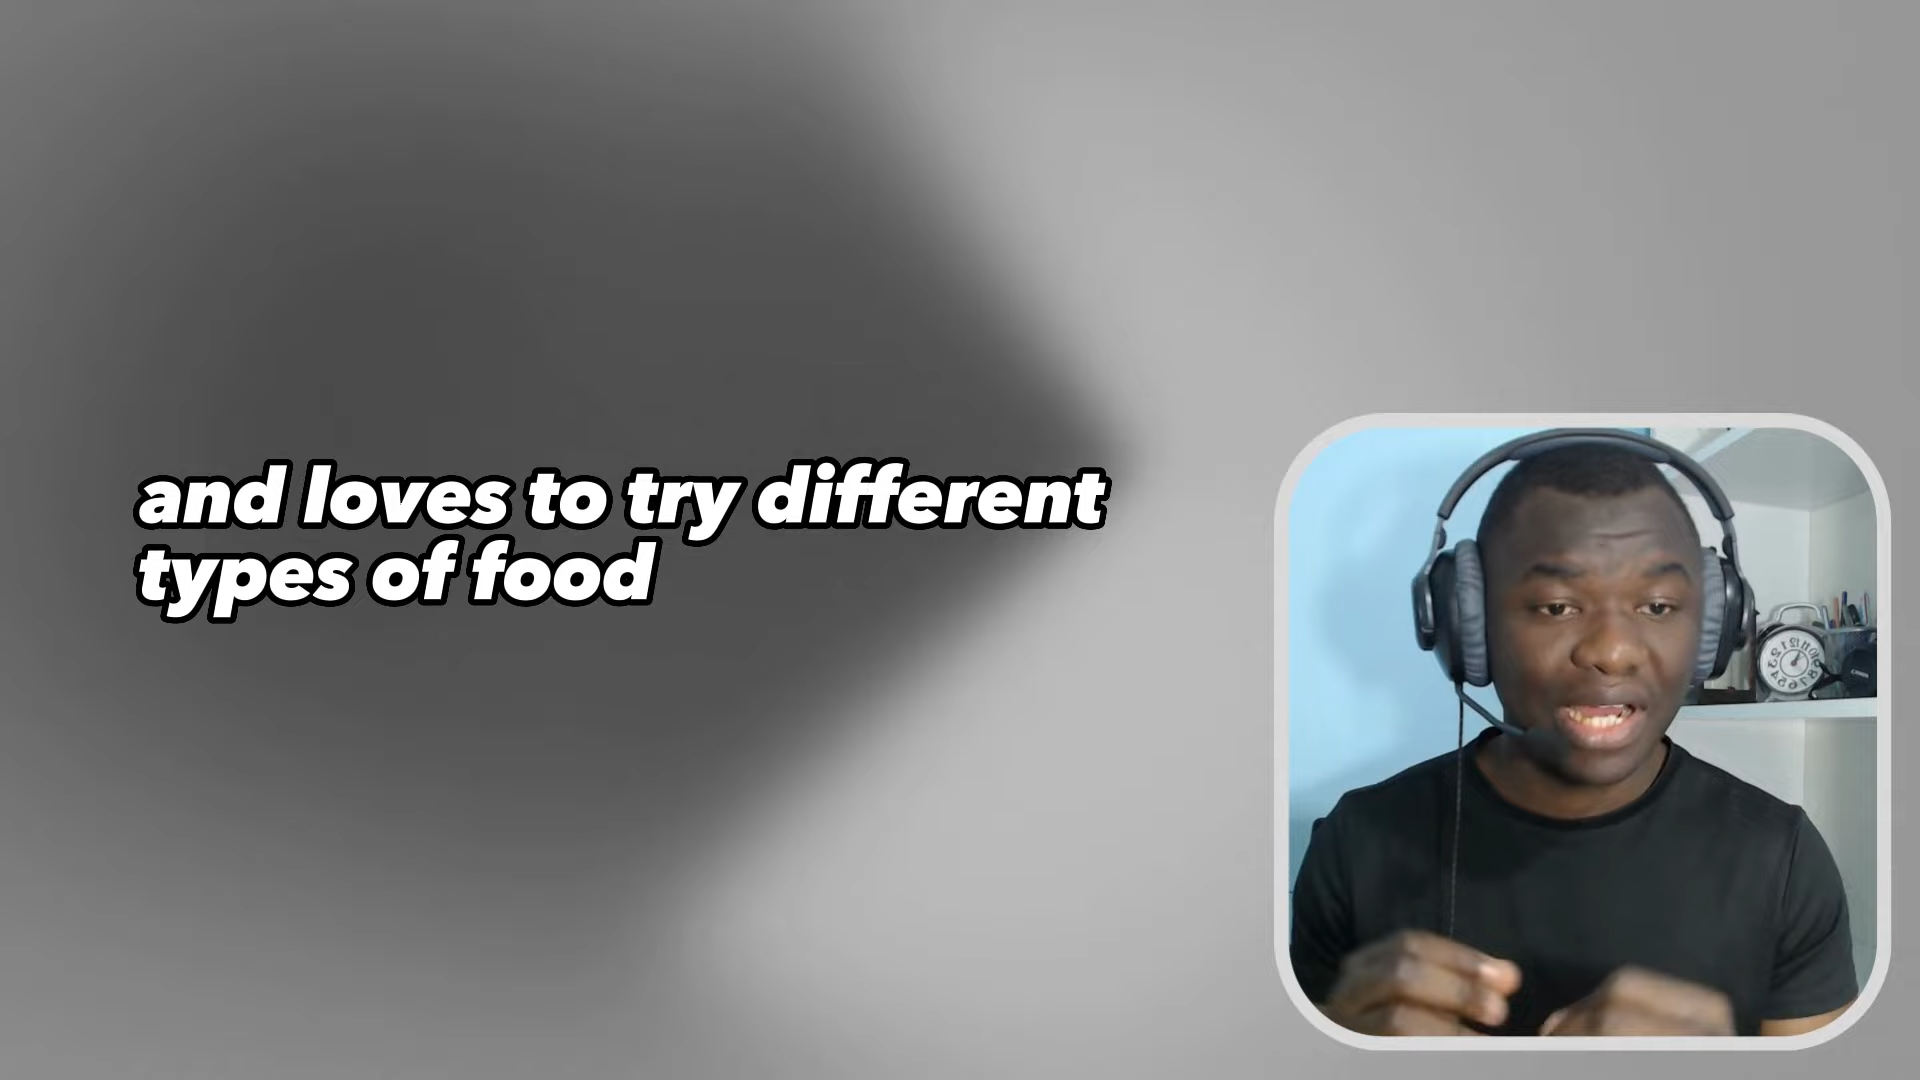 and loves to try different
types of food